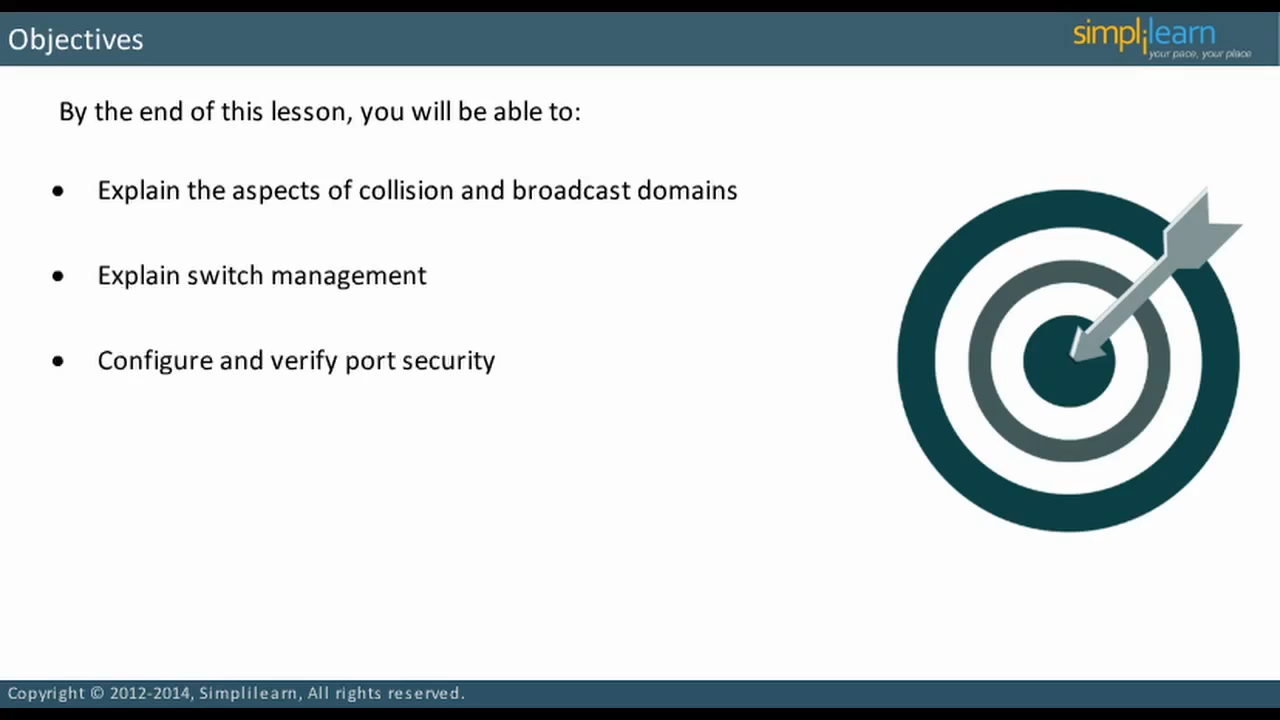 Objectives
simplilearn
your pace, your place
By the end of this lesson, you will be able to:
• Explain the aspects of collision and broadcast domains
• Explain switch management
• Configure and verify port security
Copyright © 2012-2014, Simplilearn, All rights reserved.